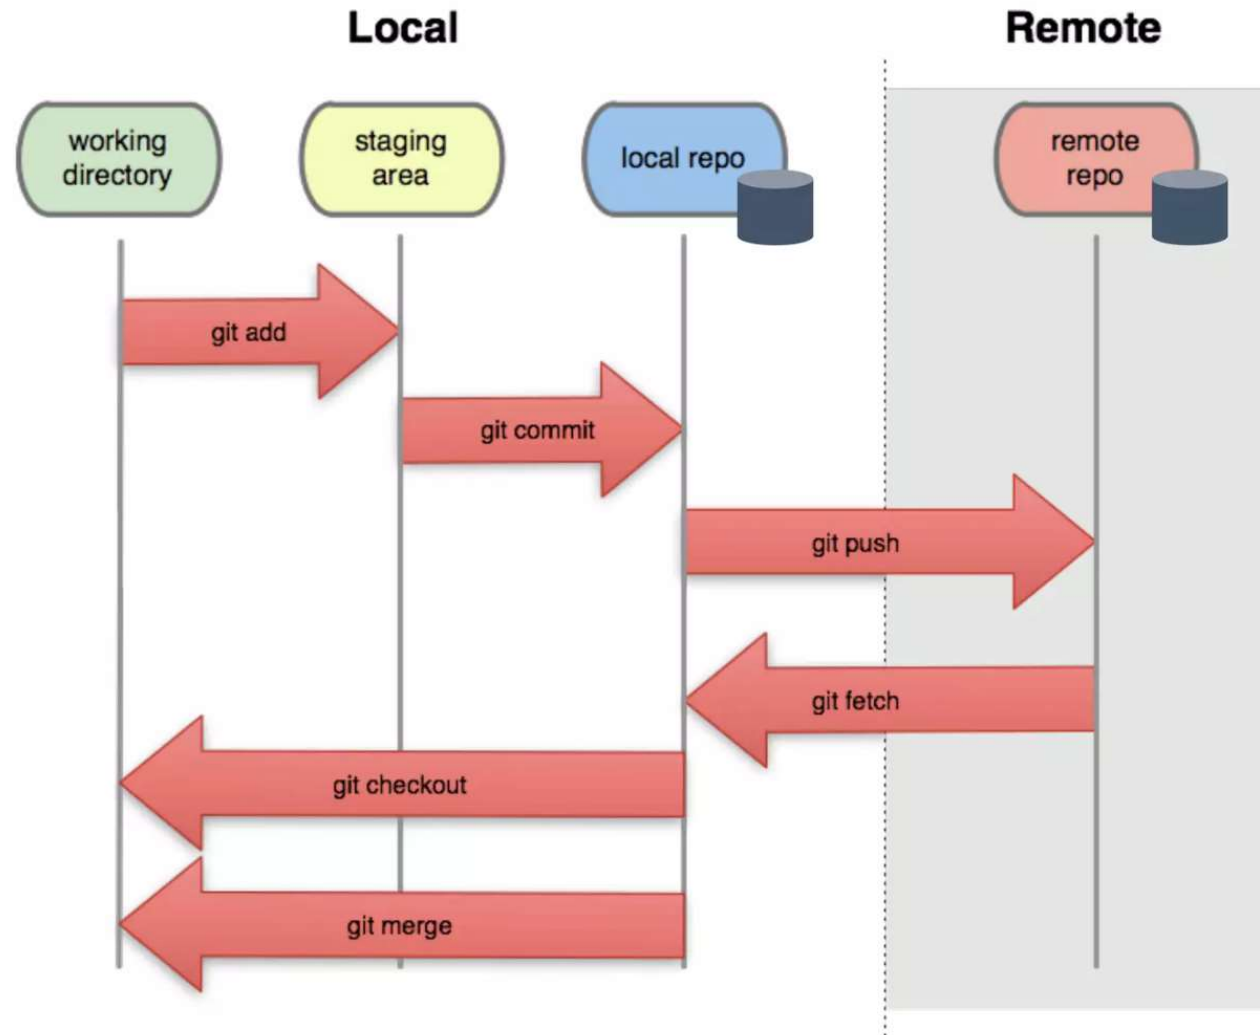 Local
Remote
working
directory
staging
area
local repo
remote
repo
git add
git commit
git push
git fetch
git checkout
git merge